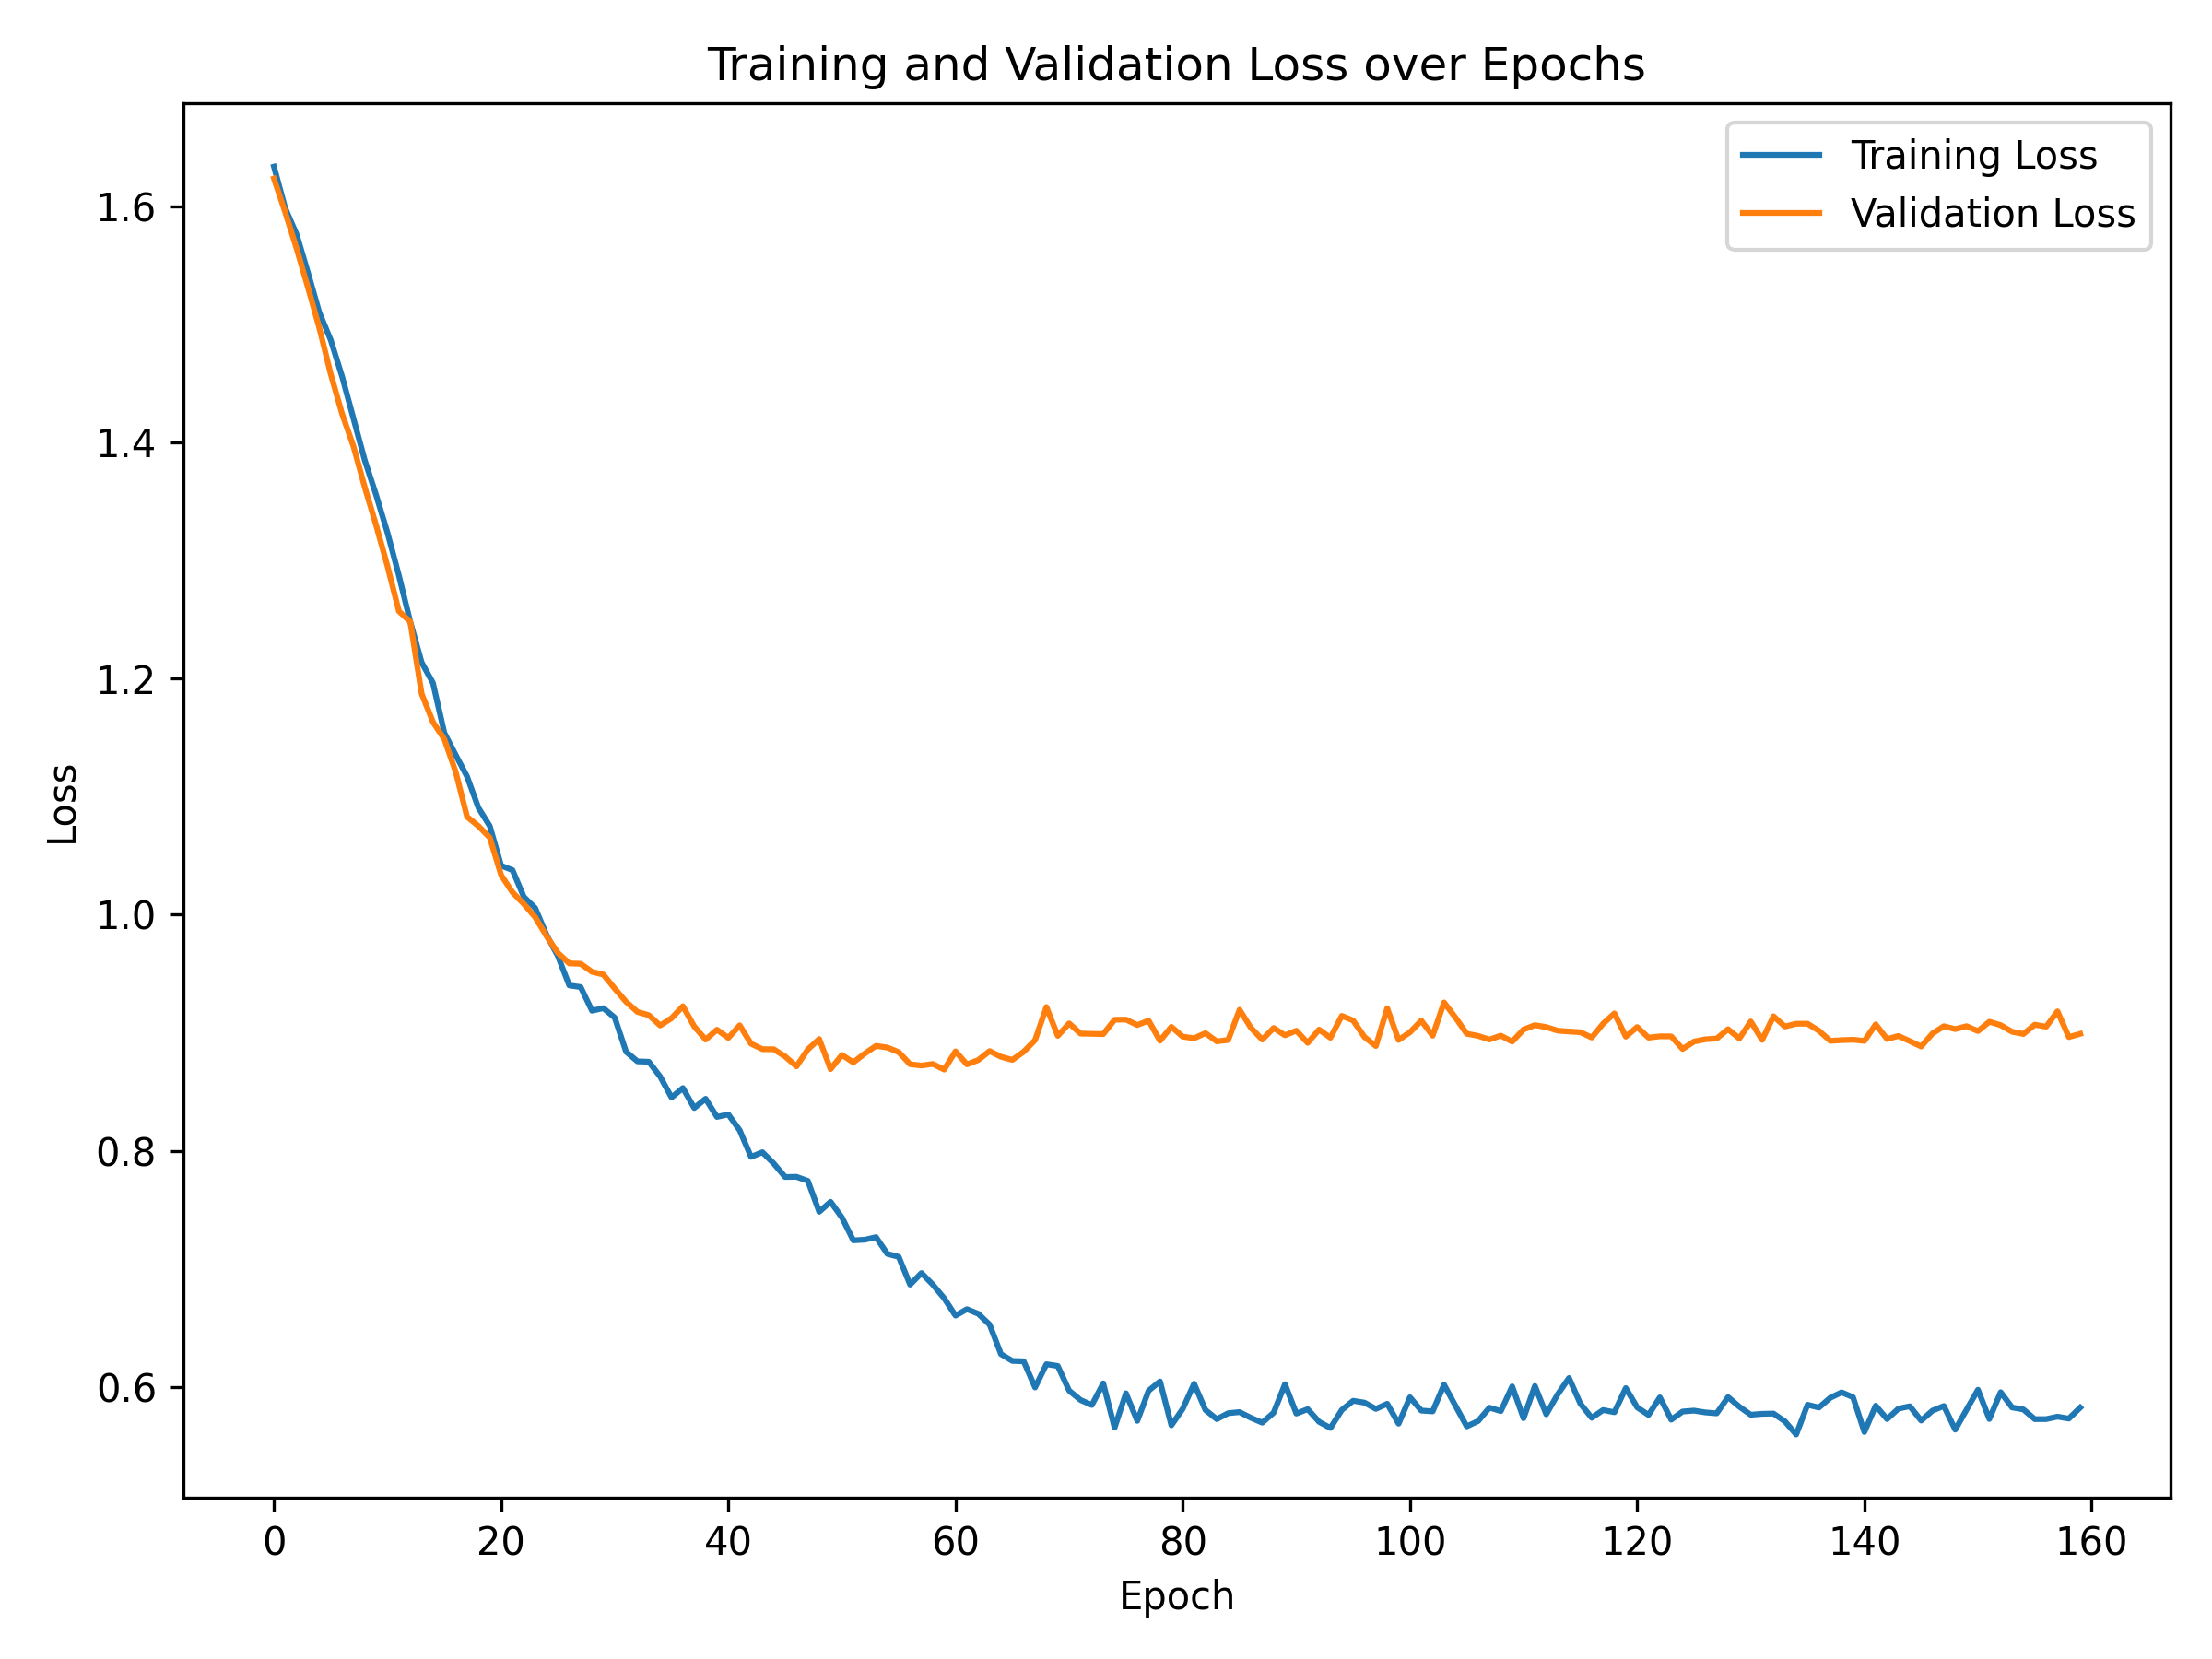 Training and Validation Loss over Epochs
Training Loss
Validation Loss
1.6
1.4
1.2
1.0
0.8
0.6
Loss
0 20 40 60 80 100 120 140 160
Epoch